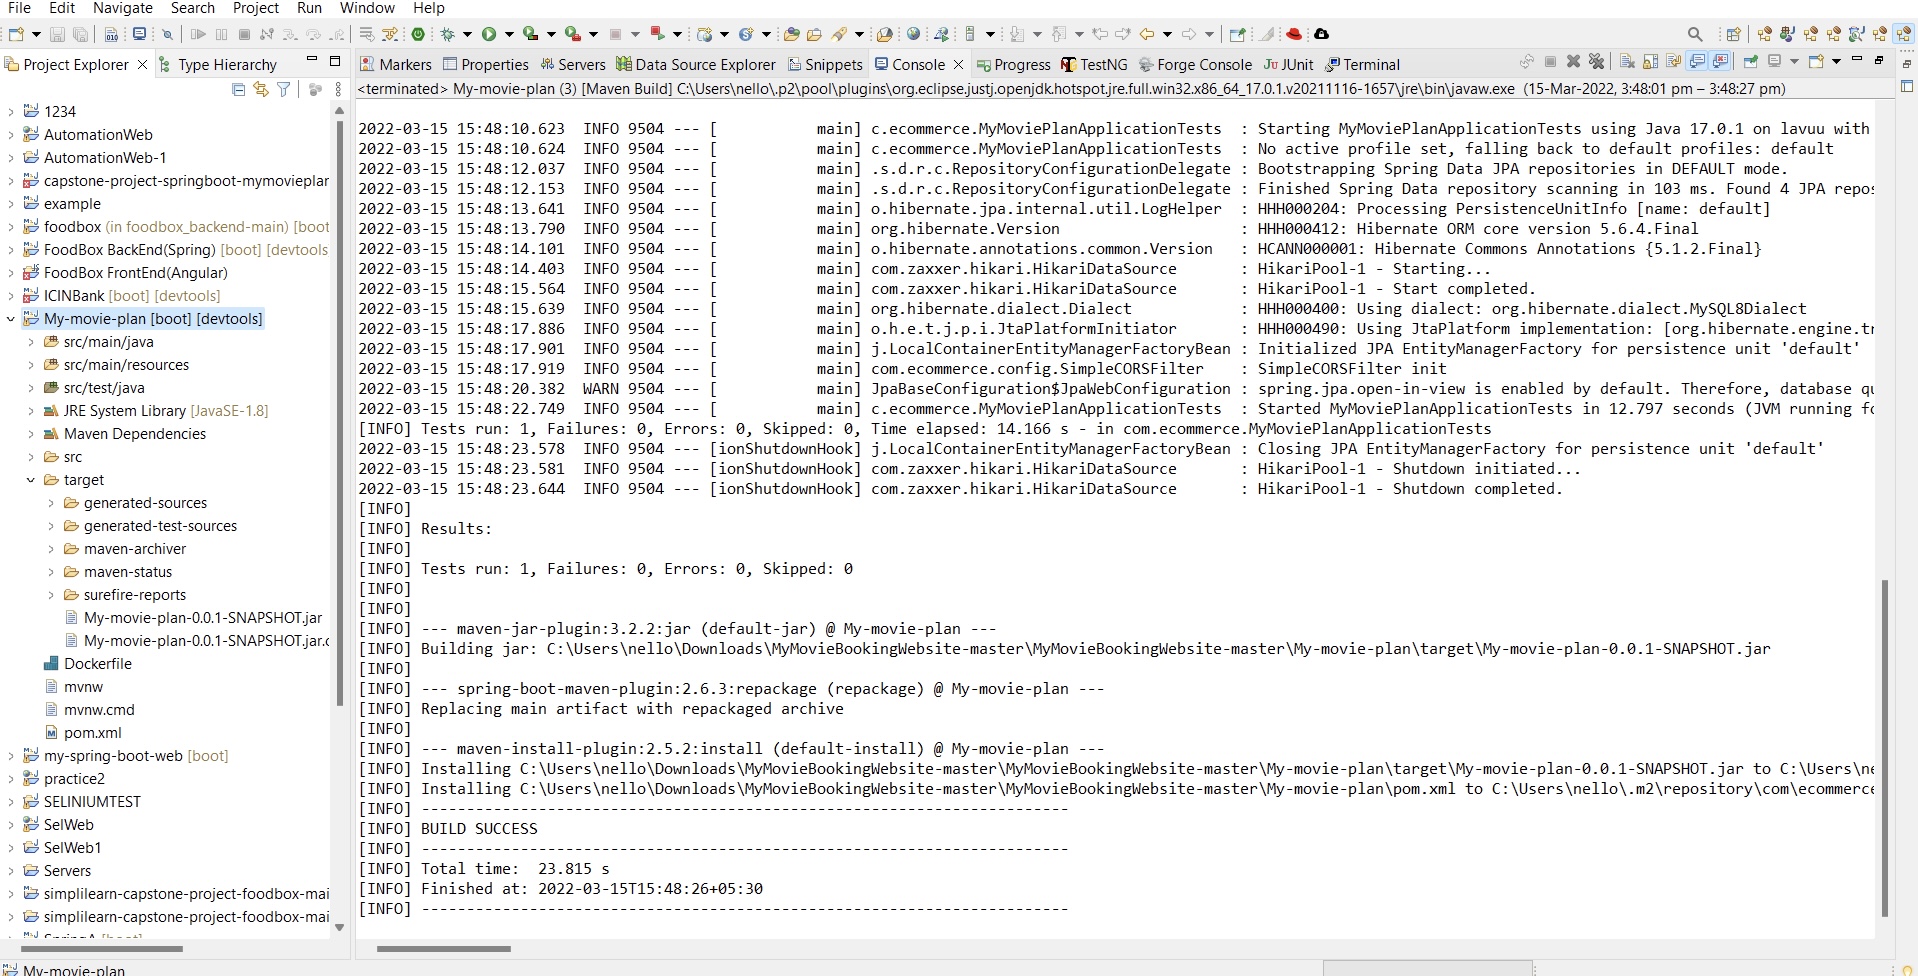 File Edit Navigate Search Project Run Window Help
Project Explorer
Type Hierarchy
1234
AutomationWeb
AutomationWeb-1
capstone-project-springboot-mymovieplan
example
foodbox (in foodbox_backend-main) [boot
FoodBox BackEnd(Spring) [boot] [devtools
FoodBox FrontEnd(Angular)
ICINBank [boot] [devtools]
My-movie-plan [boot] [devtools]
src/main/java
src/main/resources
src/test/java
JRE System Library [JavaSE-1.8]
Maven Dependencies
src
target
generated-sources
generated-test-sources
maven-archiver
maven-status
surefire-reports
My-movie-plan-0.0.1-SNAPSHOT.jar
My-movie-plan-0.0.1-SNAPSHOT.jar.o
Dockerfile
mvnw
mvnw.cmd
pom.xml
my-spring-boot-web [boot]
practice2
SELINIUMTEST
SelWeb
SelWeb1
Servers
simplilearn-capstone-project-foodbox-mai
simplilearn-capstone-project-foodbox-mai
My-movie-plan
Markers Properties Servers Data Source Explorer Snippets Console Progress TestNG Forge Console JUnit Terminal
<terminated> My-movie-plan (3) [Maven Build] C:\Users\nello\.p2\pool\plugins\org.eclipse.justj.openjdk.hotspot.jre.full.win32.x86_64_17.0.1.v20211116-1657\jre\bin\javaw.exe (15-Mar-2022, 3:48:01 pm – 3:48:27 pm)
2022-03-15 15:48:10.623 INFO 9504 --- [ main] c.ecommerce.MyMoviePlanApplicationTests : Starting MyMoviePlanApplicationTests using Java 17.0.1 on lavuu with
2022-03-15 15:48:10.624 INFO 9504 --- [ main] c.ecommerce.MyMoviePlanApplicationTests : No active profile set, falling back to default profiles: default
2022-03-15 15:48:12.037 INFO 9504 --- [ main] .s.d.r.c.RepositoryConfigurationDelegate : Bootstrapping Spring Data JPA repositories in DEFAULT mode.
2022-03-15 15:48:12.153 INFO 9504 --- [ main] .s.d.r.c.RepositoryConfigurationDelegate : Finished Spring Data repository scanning in 103 ms. Found 4 JPA repos
2022-03-15 15:48:13.641 INFO 9504 --- [ main] o.hibernate.jpa.internal.util.LogHelper : HHH000204: Processing PersistenceUnitInfo [name: default]
2022-03-15 15:48:13.790 INFO 9504 --- [ main] org.hibernate.Version : HHH000412: Hibernate ORM core version 5.6.4.Final
2022-03-15 15:48:14.101 INFO 9504 --- [ main] o.hibernate.annotations.common.Version : HCANN000001: Hibernate Commons Annotations {5.1.2.Final}
2022-03-15 15:48:14.403 INFO 9504 --- [ main] com.zaxxer.hikari.HikariDataSource : HikariPool-1 - Starting...
2022-03-15 15:48:15.564 INFO 9504 --- [ main] com.zaxxer.hikari.HikariDataSource : HikariPool-1 - Start completed.
2022-03-15 15:48:15.639 INFO 9504 --- [ main] org.hibernate.dialect.Dialect : HHH000400: Using dialect: org.hibernate.dialect.MySQL8Dialect
2022-03-15 15:48:17.886 INFO 9504 --- [ main] o.h.e.t.j.p.i.JtaPlatformInitiator : HHH000490: Using JtaPlatform implementation: [org.hibernate.engine.tr
2022-03-15 15:48:17.901 INFO 9504 --- [ main] j.LocalContainerEntityManagerFactoryBean : Initialized JPA EntityManagerFactory for persistence unit 'default'
2022-03-15 15:48:17.919 INFO 9504 --- [ main] com.ecommerce.config.SimpleCORSFilter : SimpleCORSFilter init
2022-03-15 15:48:20.382 WARN 9504 --- [ main] JpaBaseConfiguration$JpaWebConfiguration : spring.jpa.open-in-view is enabled by default. Therefore, database qu
2022-03-15 15:48:22.749 INFO 9504 --- [ main] c.ecommerce.MyMoviePlanApplicationTests : Started MyMoviePlanApplicationTests in 12.797 seconds (JVM running fo
[INFO] Tests run: 1, Failures: 0, Errors: 0, Skipped: 0, Time elapsed: 14.166 s - in com.ecommerce.MyMoviePlanApplicationTests
2022-03-15 15:48:23.578 INFO 9504 --- [ionShutdownHook] j.LocalContainerEntityManagerFactoryBean : Closing JPA EntityManagerFactory for persistence unit 'default'
2022-03-15 15:48:23.581 INFO 9504 --- [ionShutdownHook] com.zaxxer.hikari.HikariDataSource : HikariPool-1 - Shutdown initiated...
2022-03-15 15:48:23.644 INFO 9504 --- [ionShutdownHook] com.zaxxer.hikari.HikariDataSource : HikariPool-1 - Shutdown completed.
[INFO]
[INFO] Results:
[INFO]
[INFO] Tests run: 1, Failures: 0, Errors: 0, Skipped: 0
[INFO]
[INFO]
[INFO] --- maven-jar-plugin:3.2.2:jar (default-jar) @ My-movie-plan ---
[INFO] Building jar: C:\Users\nello\Downloads\MyMovieBookingWebsite-master\MyMovieBookingWebsite-master\My-movie-plan\target\My-movie-plan-0.0.1-SNAPSHOT.jar
[INFO]
[INFO] --- spring-boot-maven-plugin:2.6.3:repackage (repackage) @ My-movie-plan ---
[INFO] Replacing main artifact with repackaged archive
[INFO]
[INFO] --- maven-install-plugin:2.5.2:install (default-install) @ My-movie-plan ---
[INFO] Installing C:\Users\nello\Downloads\MyMovieBookingWebsite-master\MyMovieBookingWebsite-master\My-movie-plan\target\My-movie-plan-0.0.1-SNAPSHOT.jar to C:\Users\ne
[INFO] Installing C:\Users\nello\Downloads\MyMovieBookingWebsite-master\MyMovieBookingWebsite-master\My-movie-plan\pom.xml to C:\Users\nello\.m2\repository\com\ecommerce
[INFO] ------------------------------------------------------------------------
[INFO] BUILD SUCCESS
[INFO] ------------------------------------------------------------------------
[INFO] Total time: 23.815 s
[INFO] Finished at: 2022-03-15T15:48:26+05:30
[INFO] ------------------------------------------------------------------------